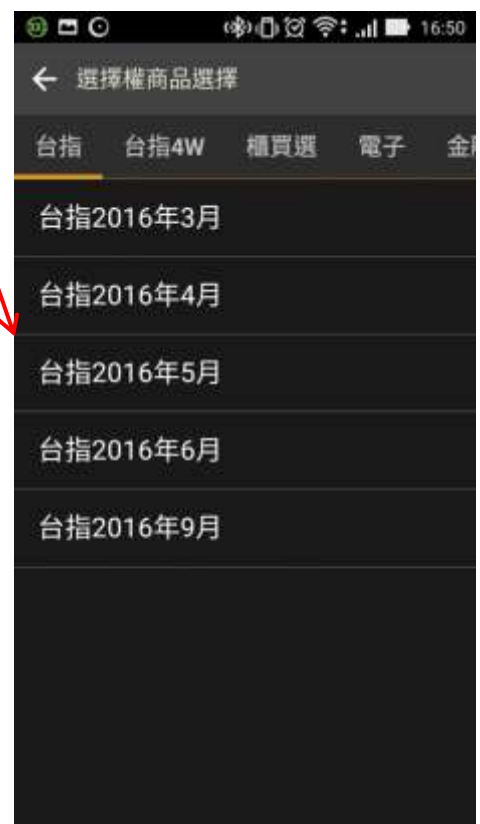 16:50
選擇權商品選擇
台指 台指4W 櫃買選 電子 金
台指2016年3月
台指2016年4月
台指2016年5月
台指2016年6月
台指2016年9月